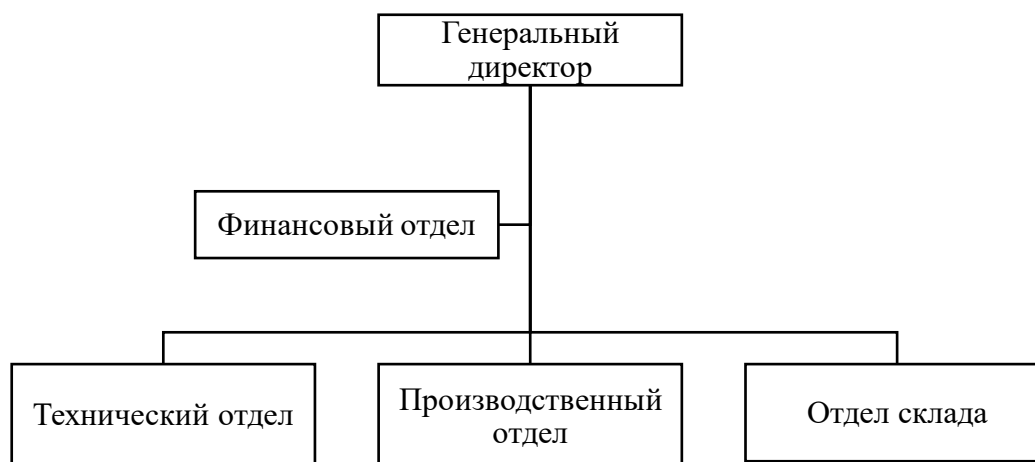 Генеральный
директор
Финансовый отдел
Технический отдел
Производственный
отдел
Отдел склада